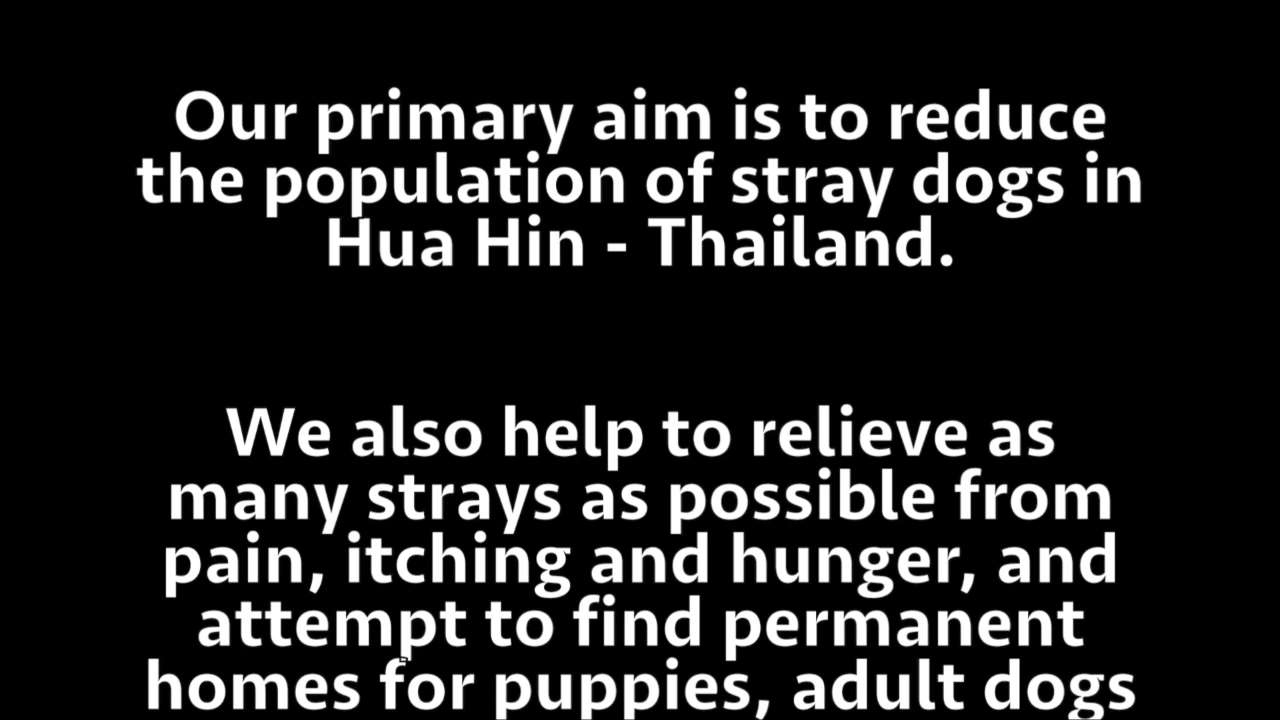 Our primary aim is to reduce
the population of stray dogs in
Hua Hin - Thailand.
We also help to relieve as
many strays as possible from
pain, itching and hunger, and
attempt to find permanent
homes for puppies, adult dogs